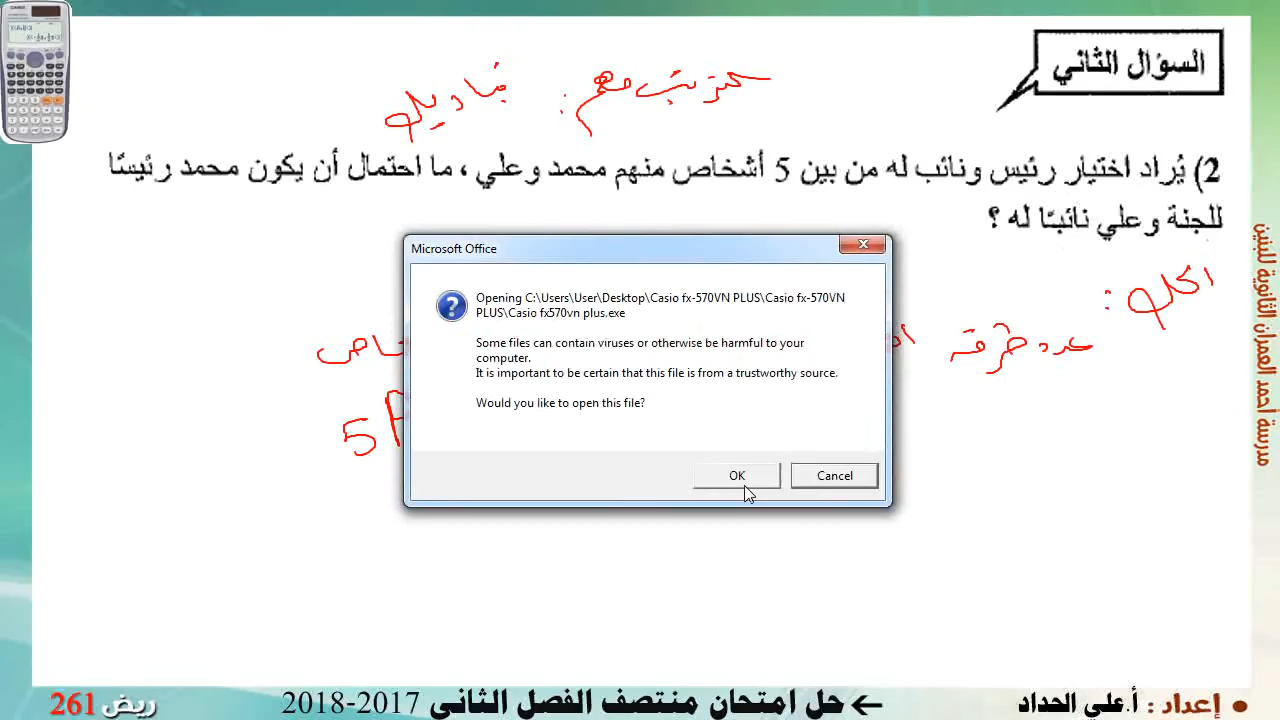 السؤال الثاني
الترتيب مهم : تباديل
2) يُراد اختيار رئيس ونائب له من بين 5 أشخاص منهم محمد وعلي ، ما احتمال أن يكون محمد رئيسًا
للجنة وعلي نائبًا له ؟
Microsoft Office
Opening C:\Users\User\Desktop\Casio fx-570VN PLUS\Casio fx-570VN
PLUS\Casio fx570vn plus.exe
Some files can contain viruses or otherwise be harmful to your
computer.
It is important to be certain that this file is from a trustworthy source.
Would you like to open this file?
OK
Cancel
الحل :
عدد طرق
5
مدرسة أحمد العمران الثانوية للبنين
إعداد : أ.علي الحداد
حل امتحان منتصف الفصل الثاني 2017-2018
ريض 261